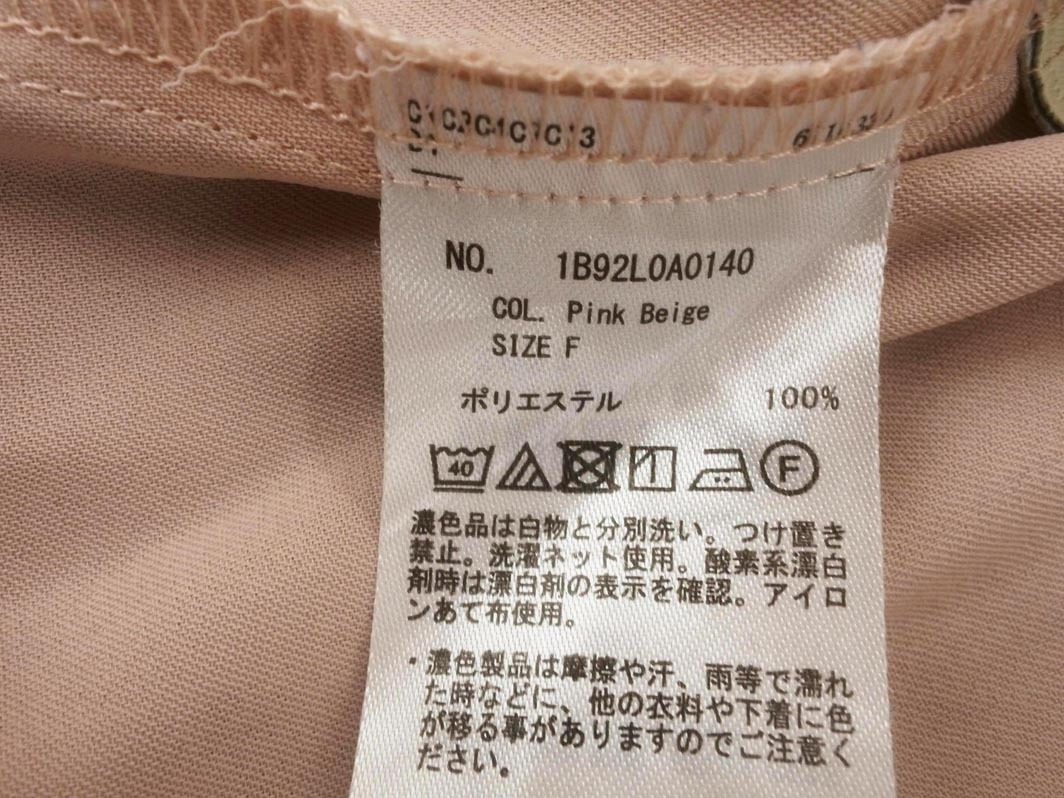 NO. 1B92L0A0140
COL. Pink Beige
SIZE F
ポリエステル 100%
40 F
濃色品は白物と分別洗い。つけ置き
禁止。洗濯ネット使用。酸素系漂白
剤時は漂白剤の表示を確認。アイロ
ンあて布使用。
・濃色製品は摩擦や汗、雨等で濡れ
た時などに、他の衣料や下着に色
が移る事がありますのでご注意く
ださい。